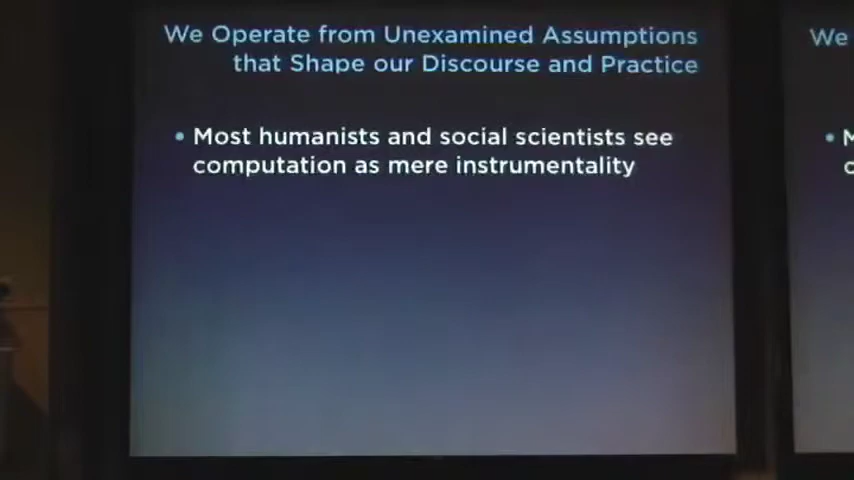 We Operate from Unexamined Assumptions
that Shape our Discourse and Practice
• Most humanists and social scientists see
computation as mere instrumentality
We
• M
c